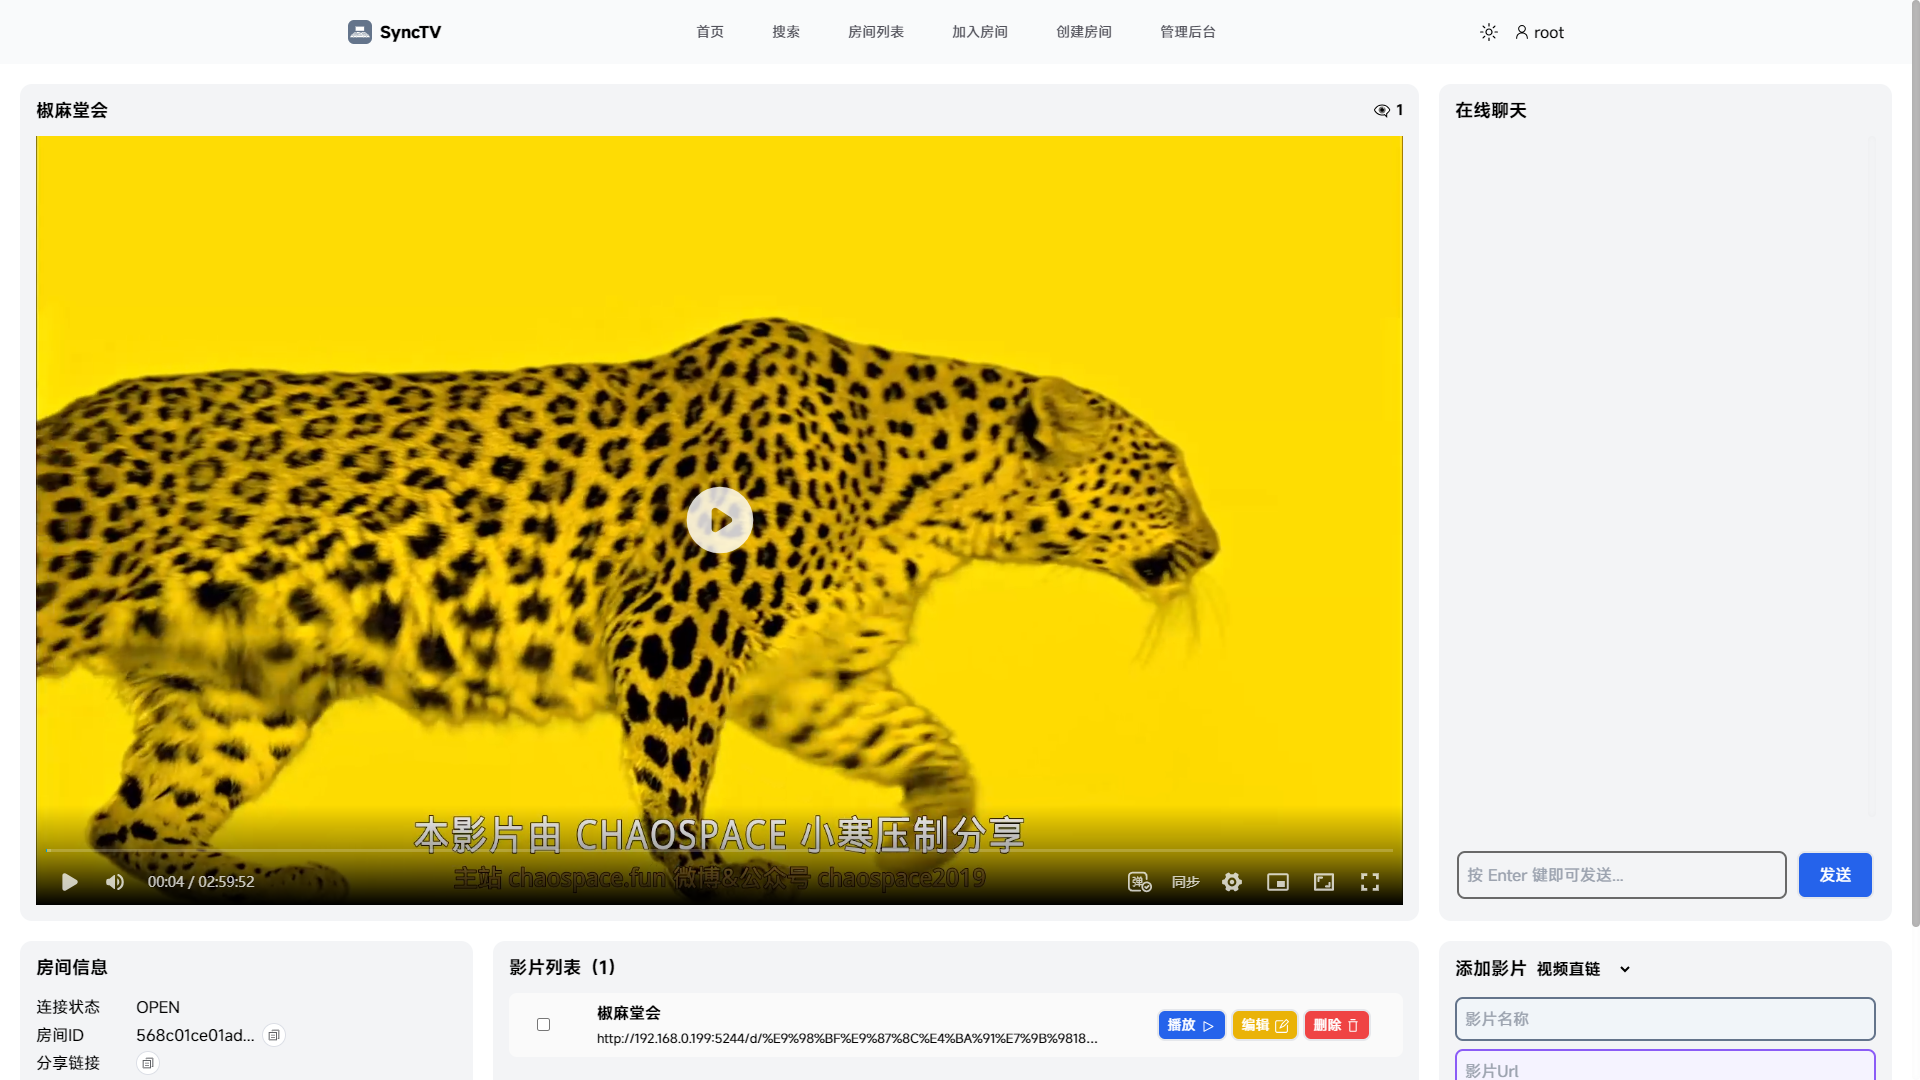 SyncTV
首页
搜索
房间列表
加入房间
创建房间
管理后台
root
椒麻堂会
1
在线聊天
本影片由 CHAOSPACE 小寒压制分享
主站 chaospace.fun 微博&公众号 chaospace2019
00:04 / 02:59:52
弹
同步
按 Enter 键即可发送...
发送
房间信息
连接状态 OPEN
房间ID 568c01ce01ad...
分享链接
影片列表（1）
椒麻堂会
http://192.168.0.199:5244/d/%E9%98%BF%E9%87%8C%E4%BA%91%E7%9B%9818...
播放
编辑
删除
添加影片 视频直链
影片名称
影片Url